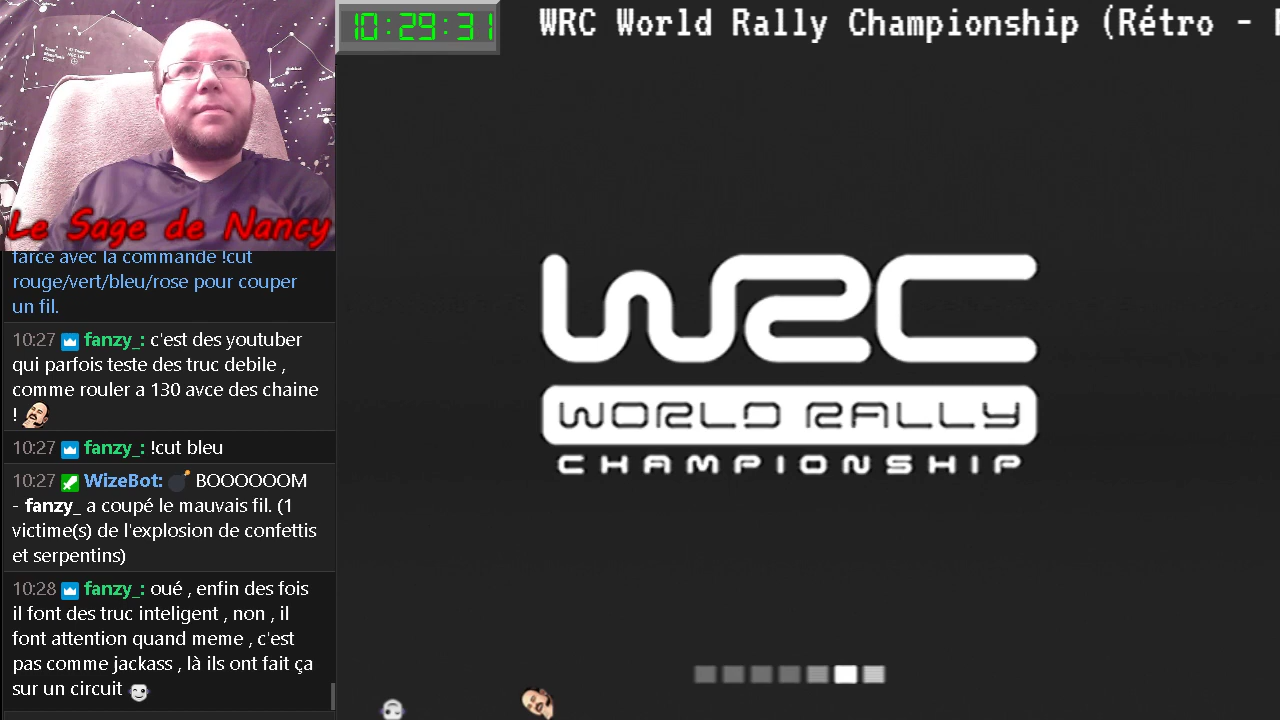 10:29:31
WRC World Rally Championship (Rétro -
Le Sage de Nancy
farce avec la commande !cut
rouge/vert/bleu/rose pour couper
un fil.
10:27 fanzy_: c'est des youtuber
qui parfois teste des truc debile ,
comme rouler a 130 avce des chaine
!
10:27 fanzy_: !cut bleu
10:27 WizeBot: BOOOOOOM
- fanzy_ a coupé le mauvais fil. (1
victime(s) de l'explosion de confettis
et serpentins)
10:28 fanzy_: oué , enfin des fois
il font des truc inteligent , non , il
font attention quand meme , c'est
pas comme jackass , là ils ont fait ça
sur un circuit
WRC
WORLD RALLY
CHAMPIONSHIP